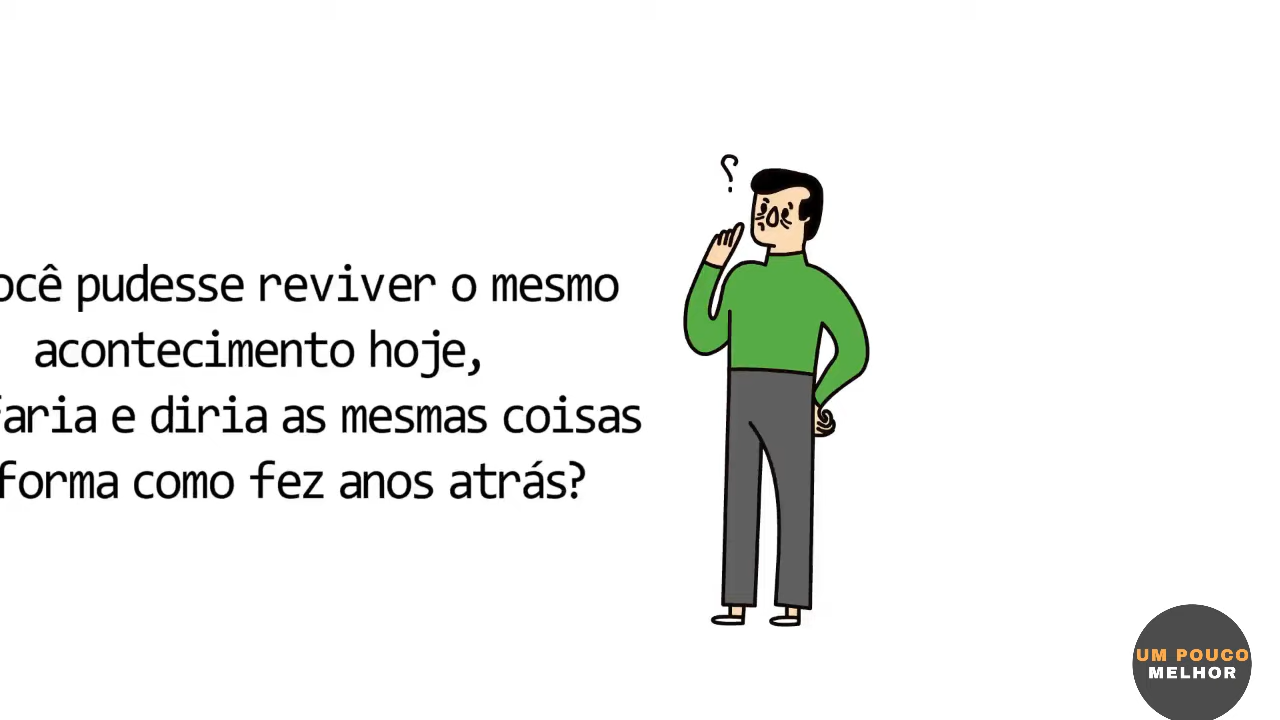 ocê pudesse reviver o mesmo
acontecimento hoje,
faria e diria as mesmas coisas
forma como fez anos atrás?
?
UM POUCO
MELHOR